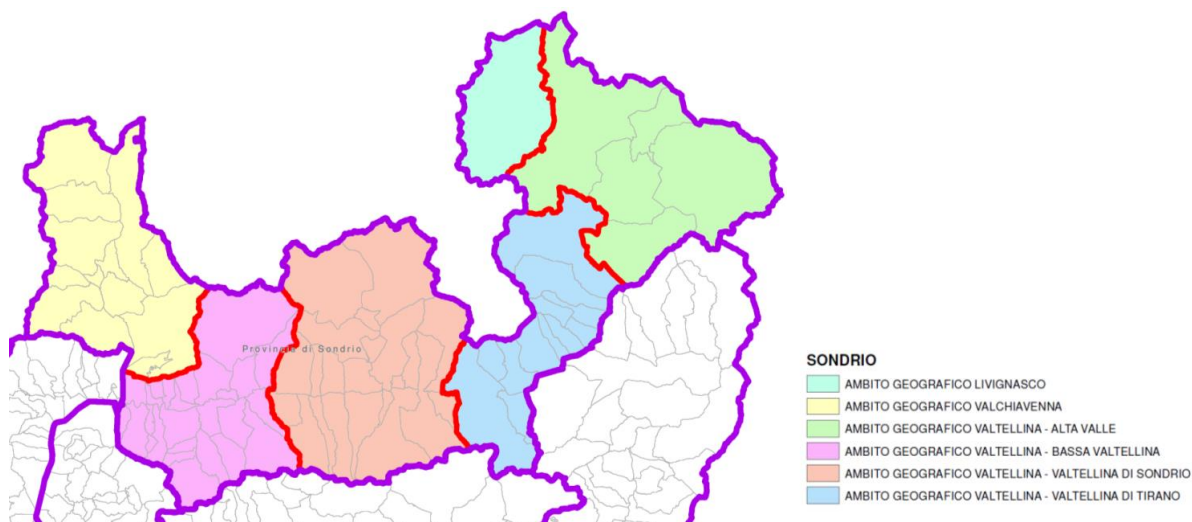 Provincia di Sondrio
SONDRIO
AMBITO GEOGRAFICO LIVIGNASCO
AMBITO GEOGRAFICO VALCHIAVENNA
AMBITO GEOGRAFICO VALTELLINA - ALTA VALLE
AMBITO GEOGRAFICO VALTELLINA - BASSA VALTELLINA
AMBITO GEOGRAFICO VALTELLINA - VALTELLINA DI SONDRIO
AMBITO GEOGRAFICO VALTELLINA - VALTELLINA DI TIRANO